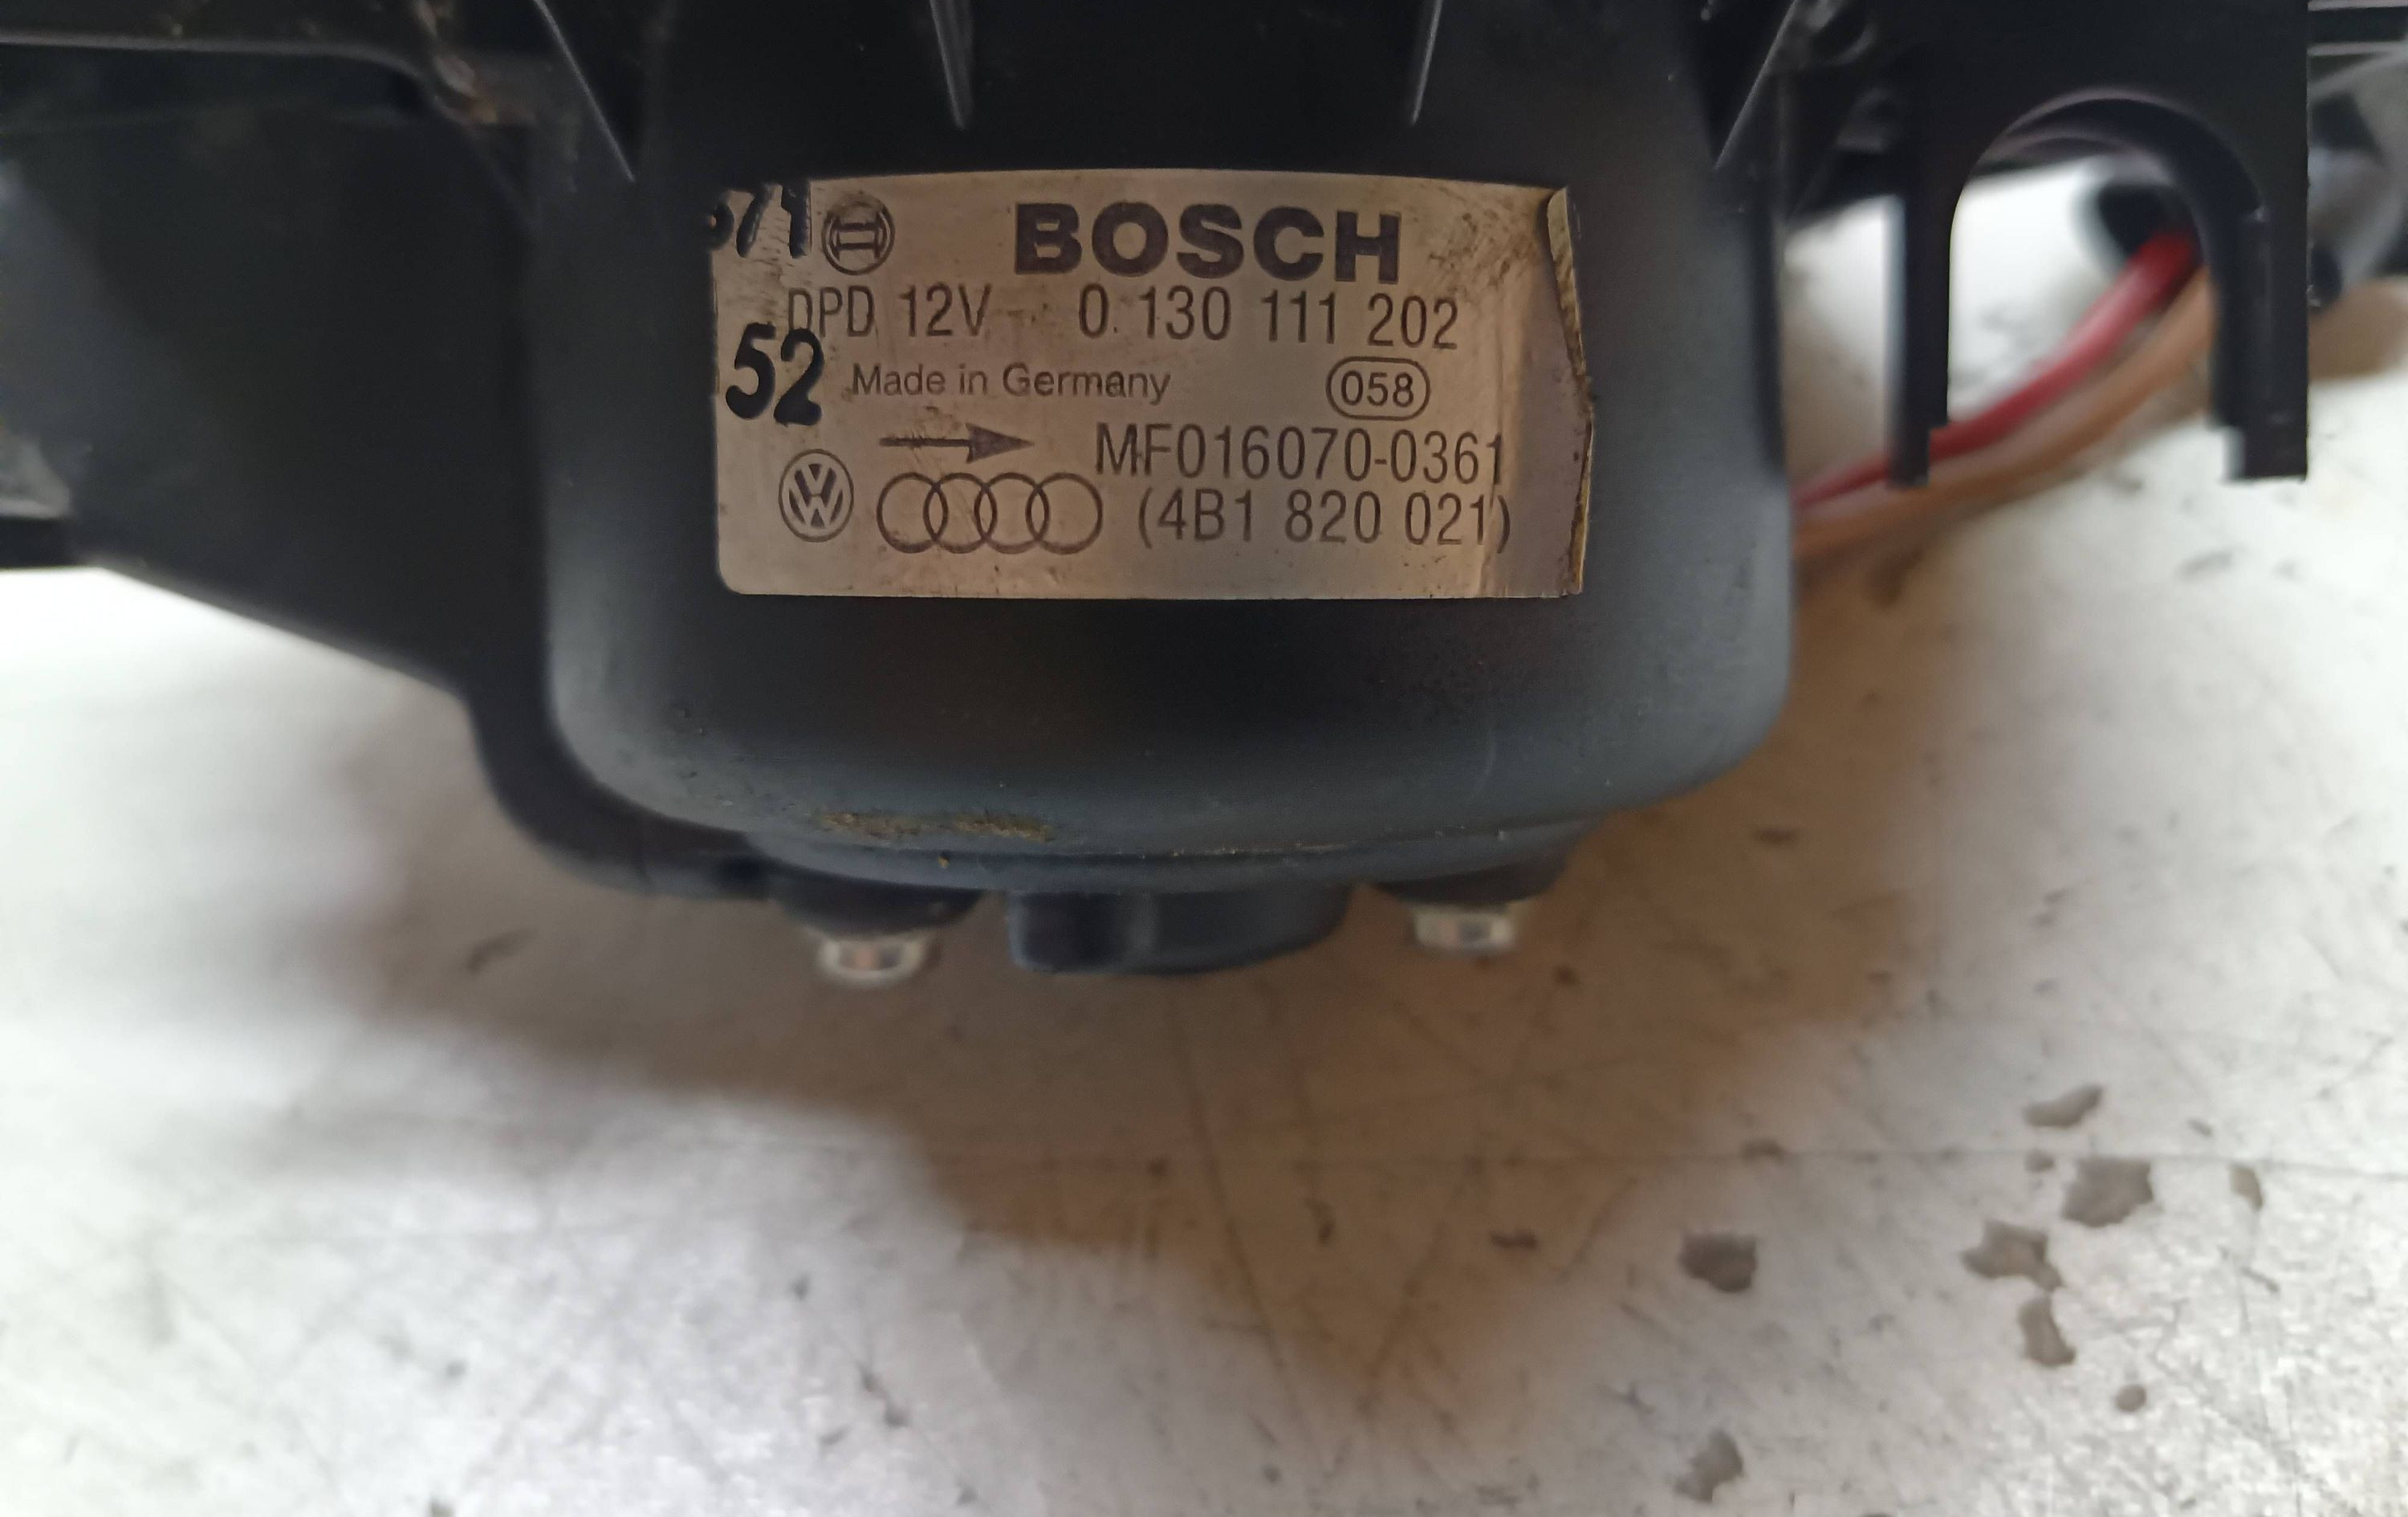 BOSCH
DPD 12V 0 130 111 202
52
Made in Germany 058
MF016070-0361
(4B1 820 021)